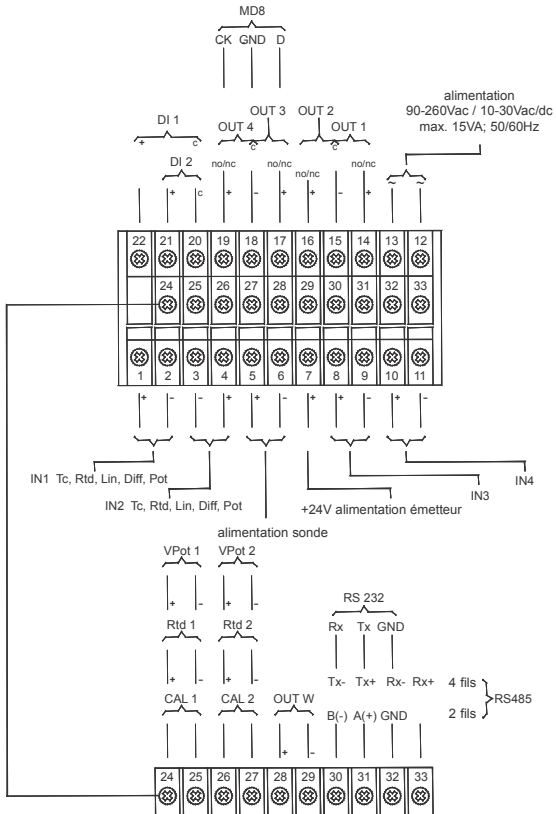 MD8
CK GND D
alimentation
90-260Vac / 10-30Vac/dc
max. 15VA; 50/60Hz
DI 1
OUT 4 OUT 3 OUT 2 OUT 1
+ c c c
DI 2 no/nc no/nc no/nc no/nc
+ c + - + + - + ~ ~
22 21 20 19 18 17 16 15 14 13 12
24 25 26 27 28 29 30 31 32 33
1 2 3 4 5 6 7 8 9 10 11
+ - - + + - + + - + -
IN1 Tc, Rtd, Lin, Diff, Pot
IN2 Tc, Rtd, Lin, Diff, Pot
IN3
IN4
+24V alimentation émetteur
alimentation sonde
VPot 1 VPot 2
+ - + -
RS 232
Rtd 1 Rtd 2
Rx Tx GND
+ - + -
Tx- Tx+ Rx- Rx+ 4 fils
RS485
CAL 1 CAL 2 OUT W
B(-) A(+) GND 2 fils
+ -
24 25 26 27 28 29 30 31 32 33